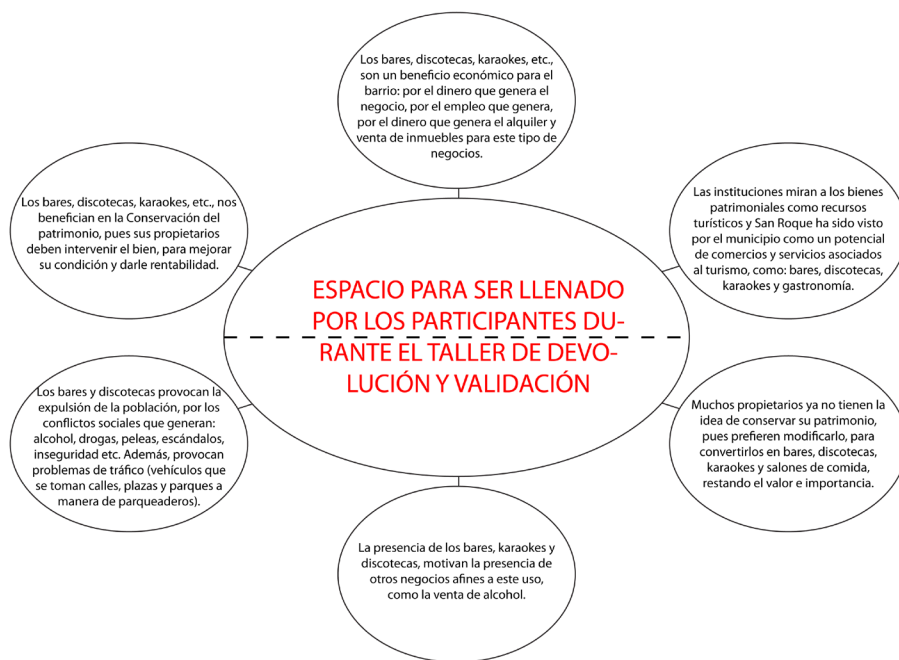 Los bares, discotecas, karaokes, etc.,
son un beneficio económico para el
barrio: por el dinero que genera el
negocio, por el empleo que genera,
por el dinero que genera el alquiler y
venta de inmuebles para este tipo de
negocios.
Los bares, discotecas, karaokes, etc., nos
benefician en la Conservación del
patrimonio, pues sus propietarios
deben intervenir el bien, para mejorar
su condición y darle rentabilidad.
Las instituciones miran a los bienes
patrimoniales como recursos
turísticos y San Roque ha sido visto
por el municipio como un potencial
de comercios y servicios asociados
al turismo, como: bares, discotecas,
karaokes y gastronomía.
ESPACIO PARA SER LLENADO
POR LOS PARTICIPANTES DU-
RANTE EL TALLER DE DEVO-
LUCIÓN Y VALIDACIÓN
Los bares y discotecas provocan la
expulsión de la población, por los
conflictos sociales que generan:
alcohol, drogas, peleas, escándalos,
inseguridad etc. Además, provocan
problemas de tráfico (vehículos que
se toman calles, plazas y parques a
manera de parqueaderos).
Muchos propietarios ya no tienen la
idea de conservar su patrimonio,
pues prefieren modificarlo, para
convertirlos en bares, discotecas,
karaokes y salones de comida,
restando el valor e importancia.
La presencia de los bares, karaokes y
discotecas, motivan la presencia de
otros negocios afines a este uso,
como la venta de alcohol.